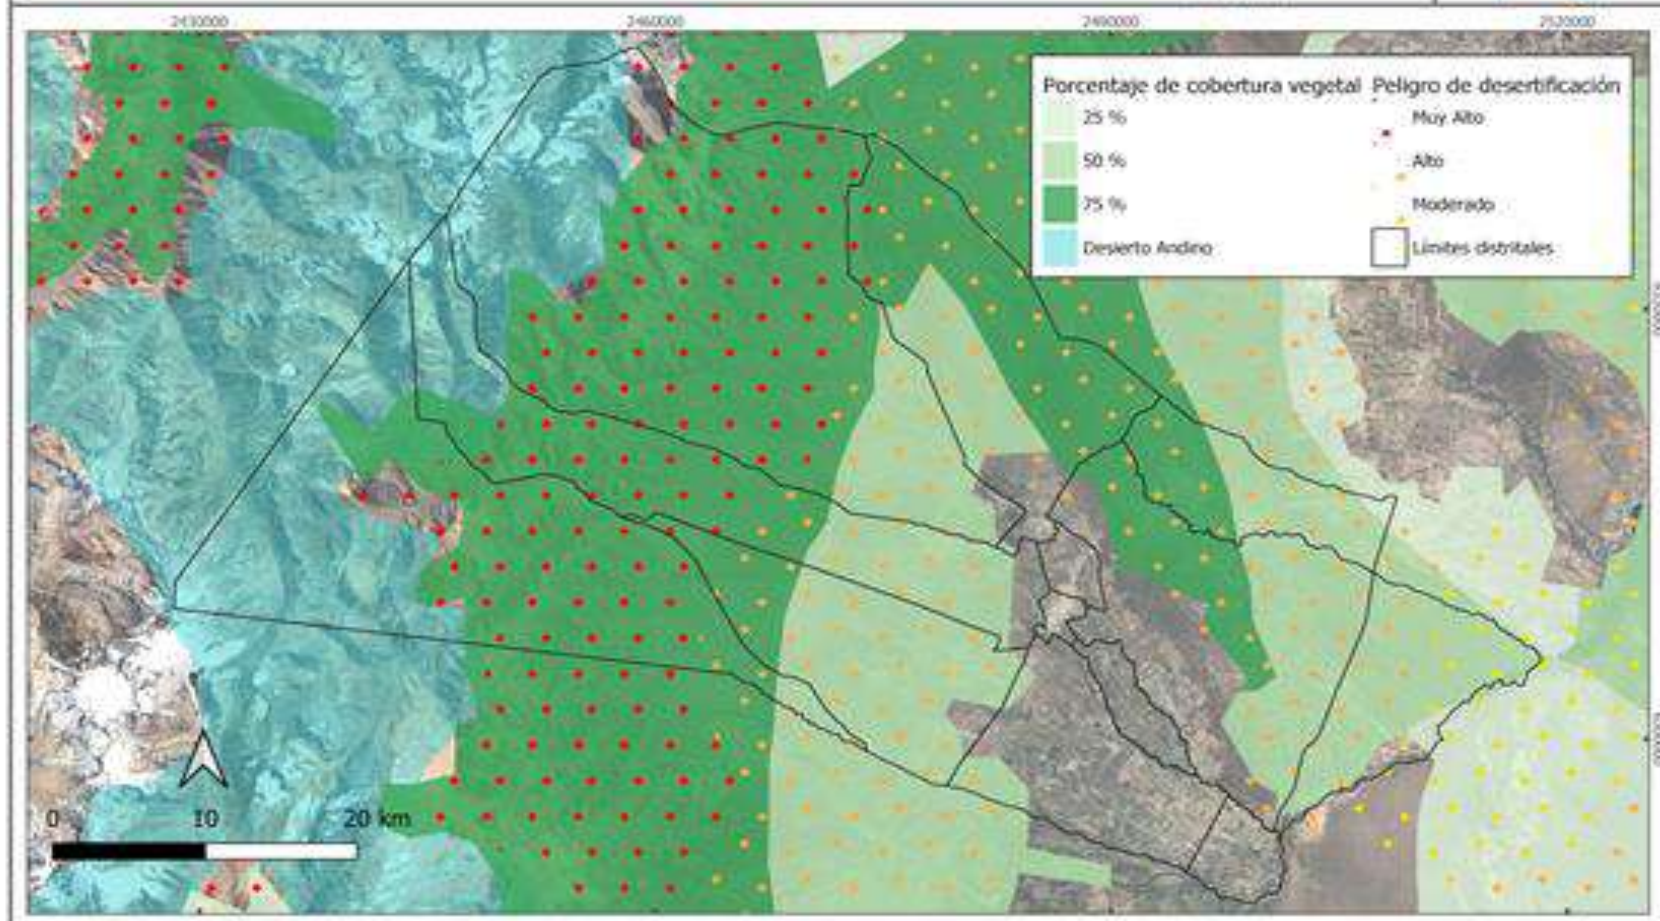 2430000 2460000 2490000 2520000
Porcentaje de cobertura vegetal Peligro de desertificación
25 % Muy Alto
50 % Alto
75 % Moderado
Desierto Andino Límites distritales
0 10 20 km